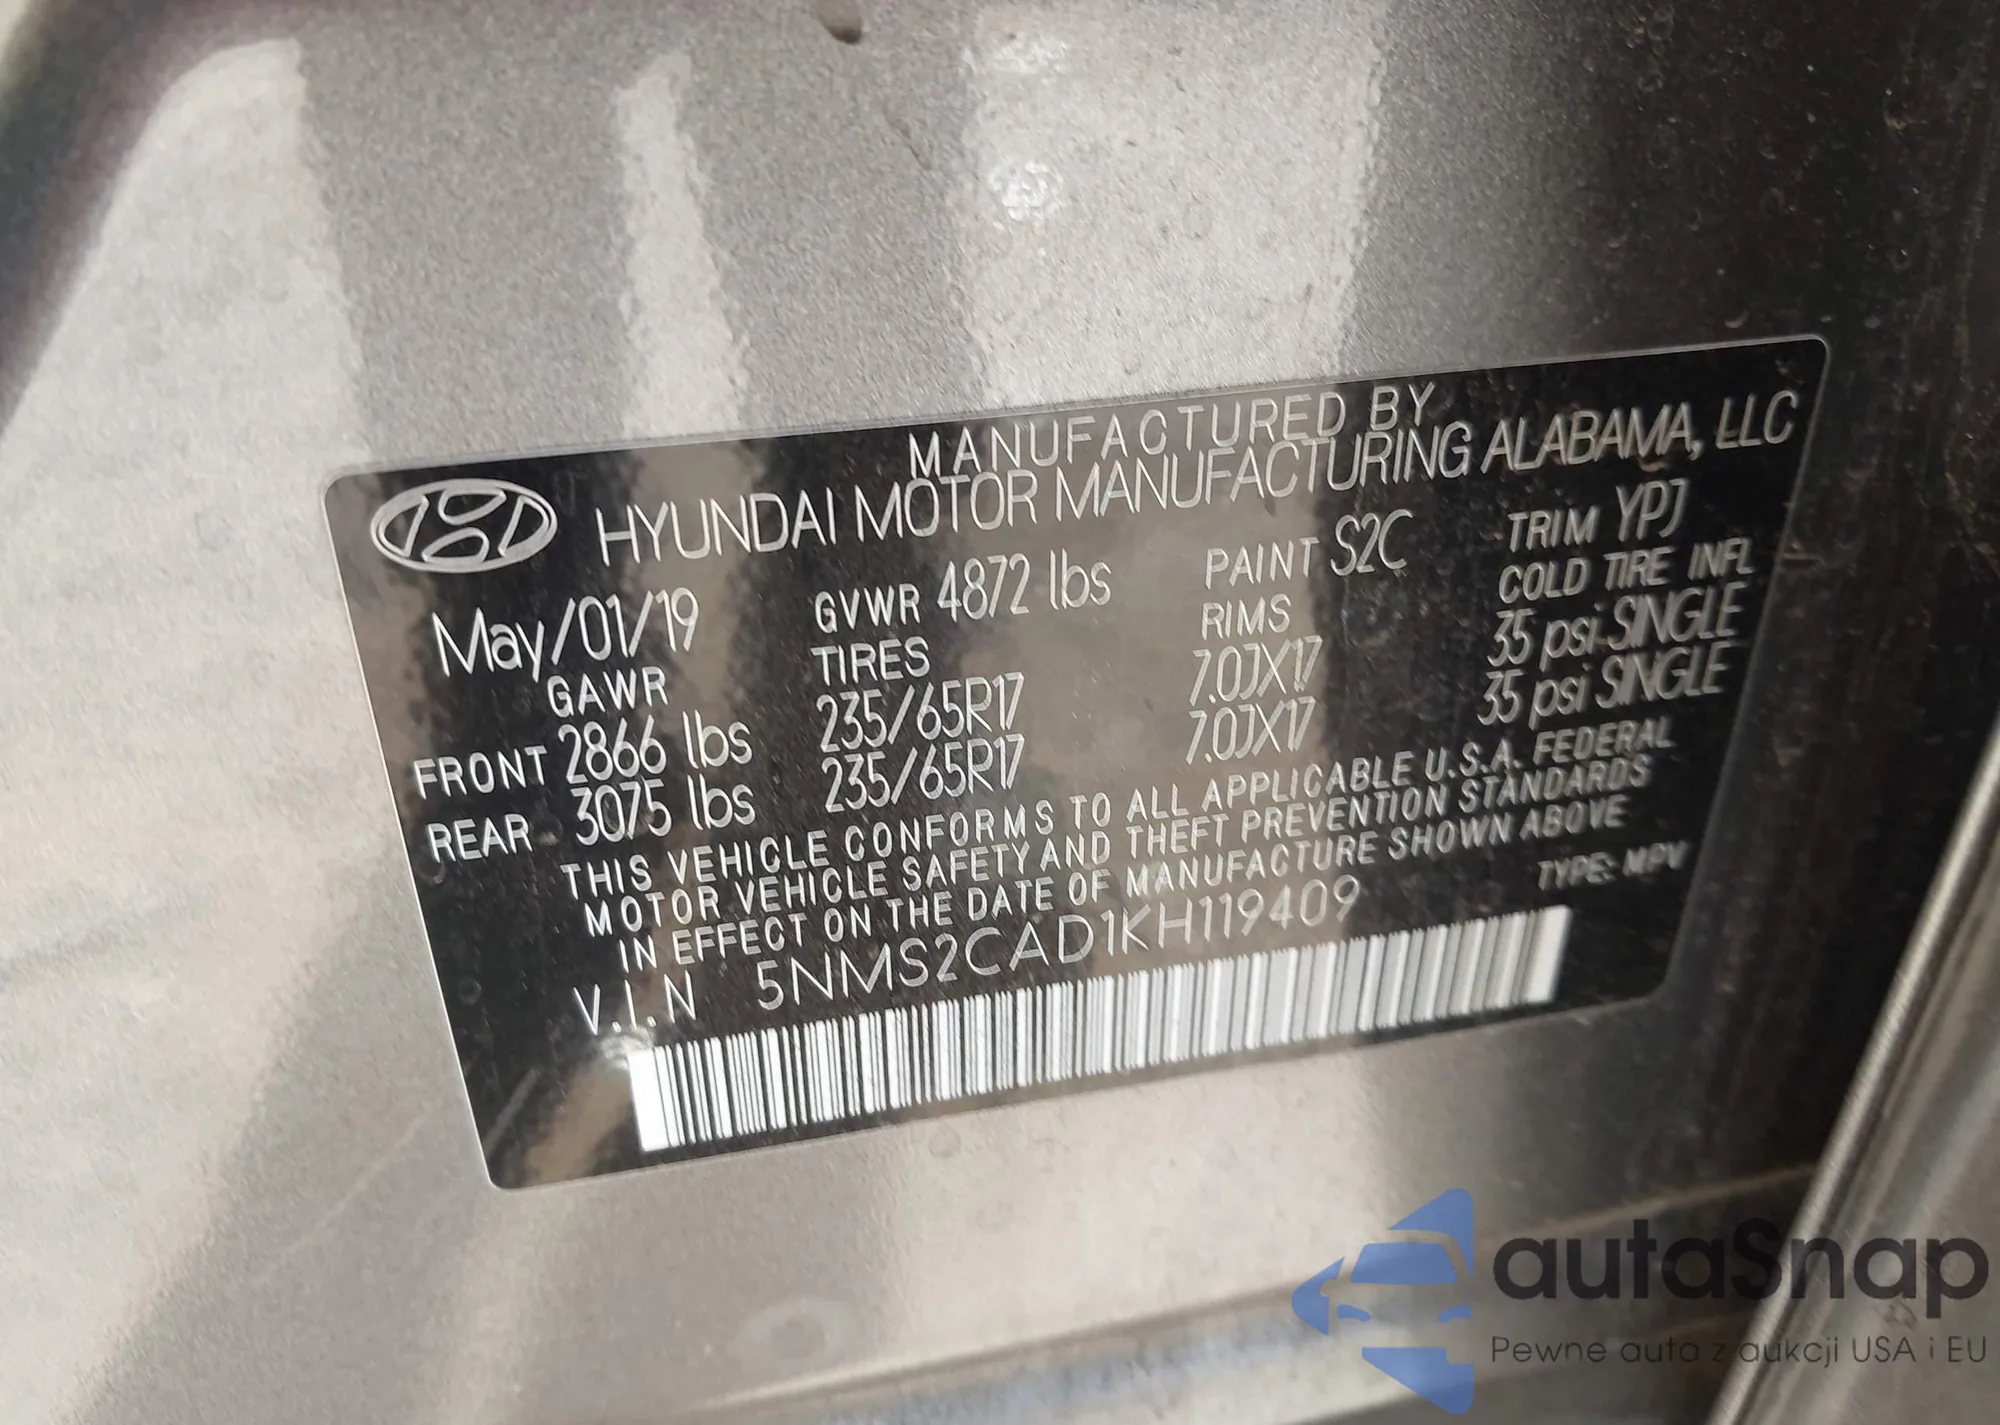 MANUFACTURED BY
HYUNDAI MOTOR MANUFACTURING ALABAMA, LLC
May/01/19 GVWR 4872 lbs PAINT S2C TRIM YPJ
GAWR TIRES RIMS COLD TIRE INFL
FRONT 2866 lbs 235/65R17 7.0JX17 35 psi SINGLE
REAR 3075 lbs 235/65R17 7.0JX17 35 psi SINGLE
THIS VEHICLE CONFORMS TO ALL APPLICABLE U.S.A. FEDERAL
MOTOR VEHICLE SAFETY AND THEFT PREVENTION STANDARDS
IN EFFECT ON THE DATE OF MANUFACTURE SHOWN ABOVE
V.I.N 5NMS2CAD1KH119409 TYPE: MPV
autaSnap
Pewne auta z aukcji USA i EU